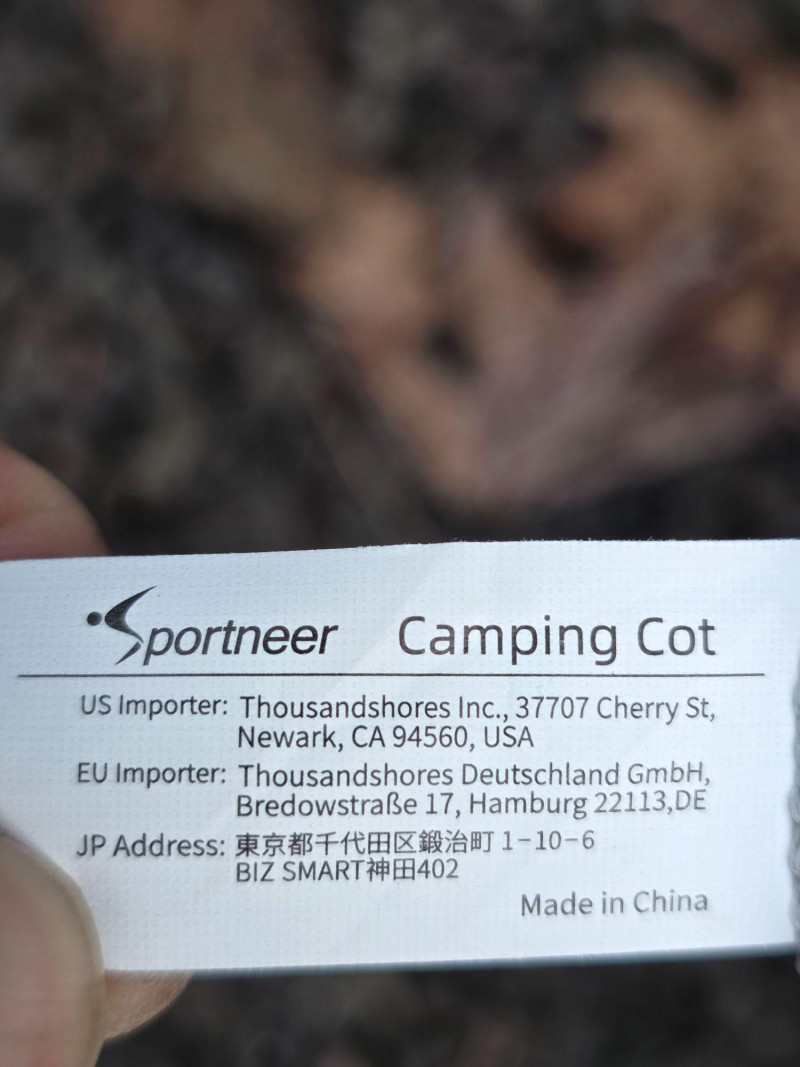 Sportneer Camping Cot
US Importer: Thousandshores Inc., 37707 Cherry St,
Newark, CA 94560, USA
EU Importer: Thousandshores Deutschland GmbH,
Bredowstraße 17, Hamburg 22113,DE
JP Address: 東京都千代田区鍛治町 1-10-6
BIZ SMART神田402
Made in China